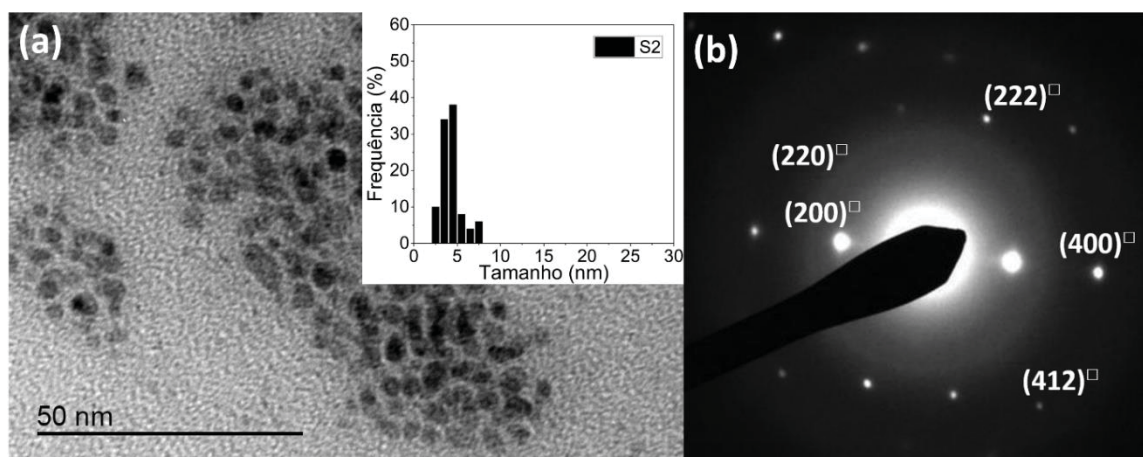 (a)
60
50
40
30
20
10
0
Frequência (%)
S2
0 5 10 15 20 25 30
Tamanho (nm)
50 nm
(b)
(222)□
(220)□
(200)□
(400)□
(412)□